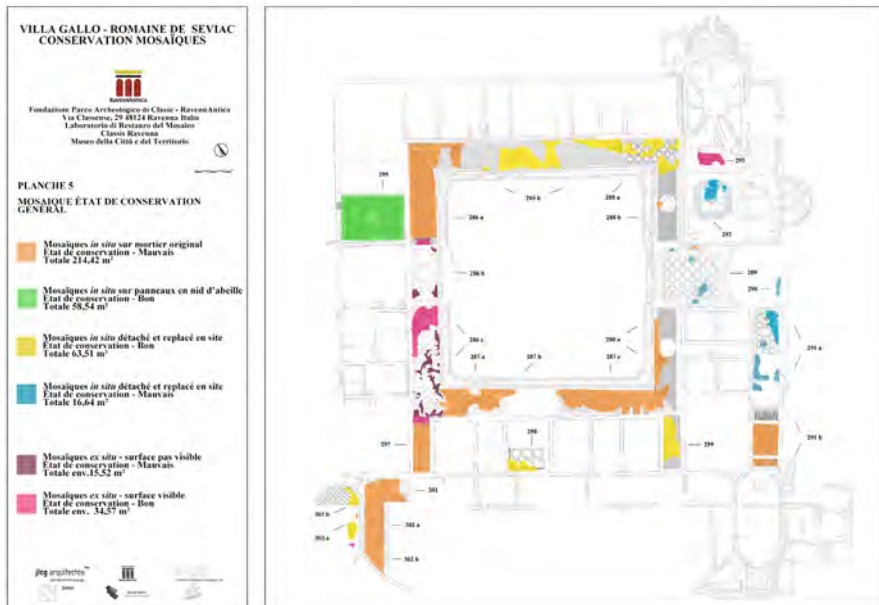 VILLA GALLO - ROMAINE DE SEVIAC
CONSERVATION MOSAÏQUES
RAVENNANTICA
Fondazione Parco Archeologico di Classe - RavennAntica
Via Classense, 29 48124 Ravenna Italia
Laboratorio di Restauro del Mosaico
Classis Ravenna
Museo della Città e del Territorio
PLANCHE 5
MOSAIQUE ÉTAT DE CONSERVATION
GÉNÉRAL
Mosaïques in situ sur mortier original
État de conservation - Mauvais
Totale 214,42 m²
Mosaïques in situ sur panneaux en nid d'abeille
État de conservation - Bon
Totale 58,54 m²
Mosaïques in situ détaché et replacé en site
État de conservation - Bon
Totale 63,51 m²
Mosaïques in situ détaché et replacé en site
État de conservation - Mauvais
Totale 16,64 m²
Mosaïques ex situ - surface pas visible
État de conservation - Mauvais
Totale env.15,52 m²
Mosaïques ex situ - surface visible
État de conservation - Bon
Totale env. 34,57 m²
arquitectos
293
295
285 b
285 a
286 a
289 b
292
286 b
289
296
291 a
286 c
287 a
287 b
287 c
291 b
297
298
299
301
302 a
302 b
303 b
303 a